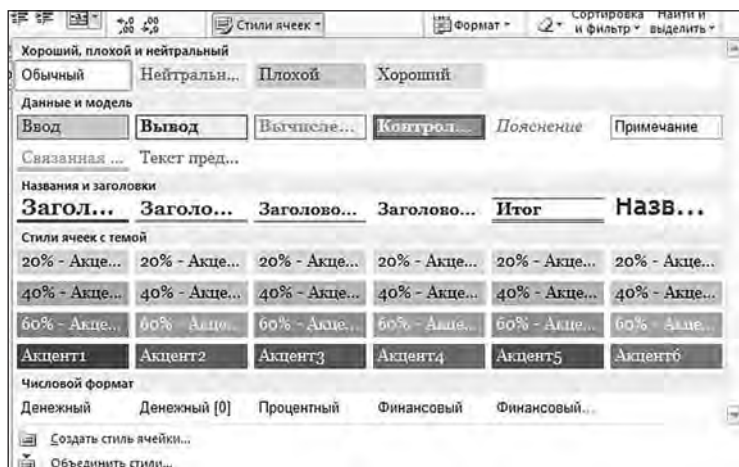 Сортировка Найти и
Стили ячеек Формат и фильтр выделить
Хороший, плохой и нейтральный
Обычный Нейтральн... Плохой Хороший
Данные и модель
Ввод Вывод Вычисле... Контрол... Пояснение Примечание
Связанная ... Текст пред...
Названия и заголовки
Загол... Заголо... Заголово... Заголово... Итог Назв...
Стили ячеек с темой
20% - Акце... 20% - Акце... 20% - Акце... 20% - Акце... 20% - Акце... 20% - Акце...
40% - Акце... 40% - Акце... 40% - Акце... 40% - Акце... 40% - Акце... 40% - Акце...
60% - Акце... 60% - Акце... 60% - Акце... 60% - Акце... 60% - Акце... 60% - Акце...
Акцент1 Акцент2 Акцент3 Акцент4 Акцент5 Акцент6
Числовой формат
Денежный Денежный [0] Процентный Финансовый Финансовый...
Создать стиль ячейки...
Объединить стили...